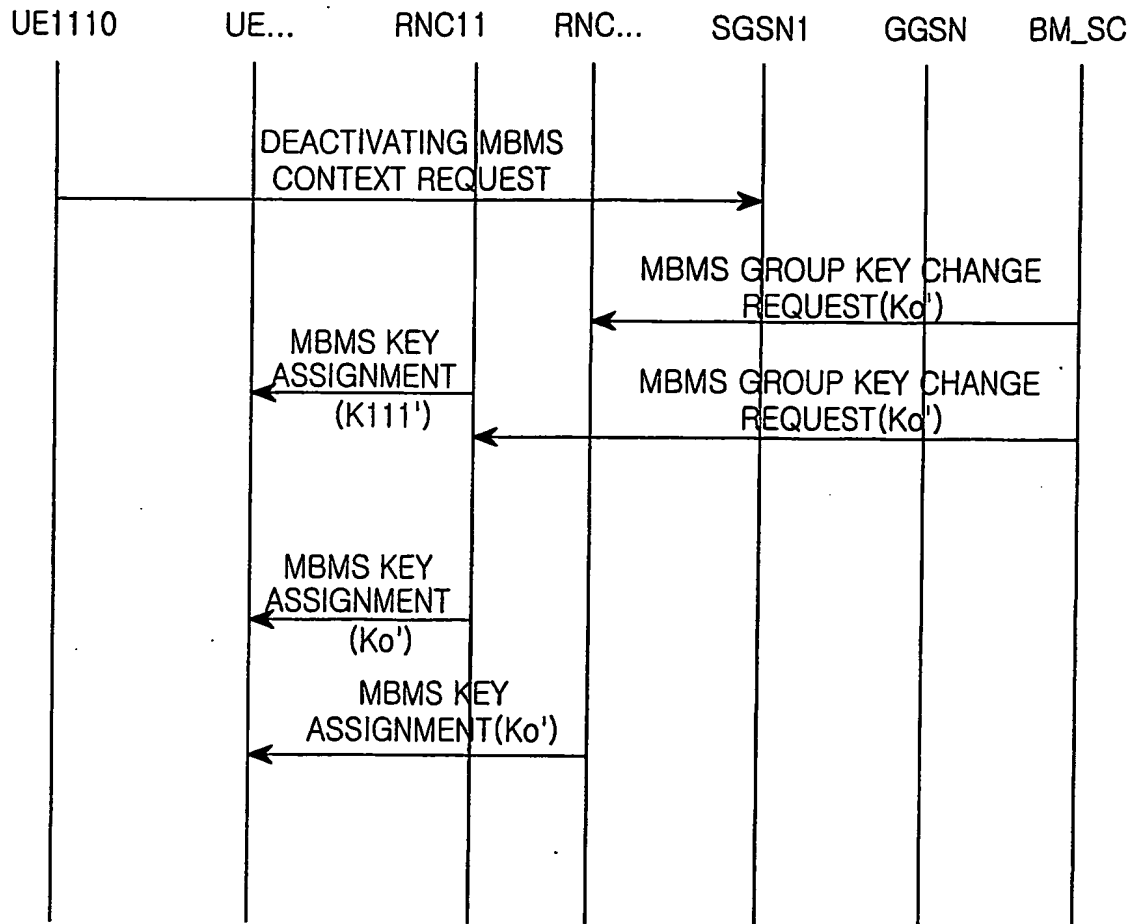 UE1110 UE... RNC11 RNC... SGSN1 GGSN BM_SC
DEACTIVATING MBMS
CONTEXT REQUEST
MBMS GROUP KEY CHANGE
REQUEST(Ko')
MBMS KEY
ASSIGNMENT
(K111')
MBMS GROUP KEY CHANGE
REQUEST(Ko')
MBMS KEY
ASSIGNMENT
(Ko')
MBMS KEY
ASSIGNMENT(Ko')